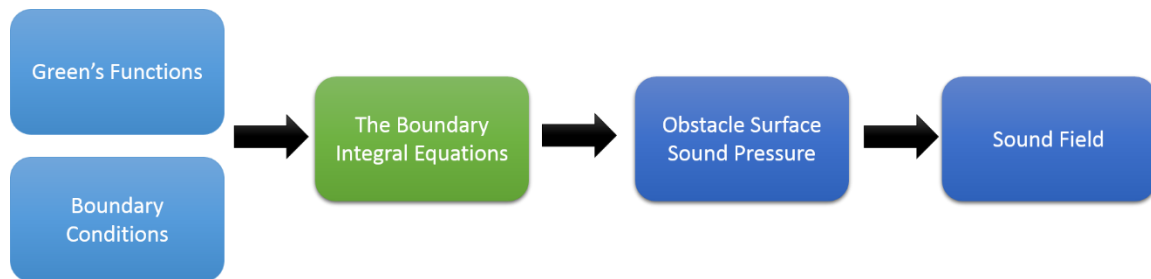 Green’s Functions
Boundary
Conditions
The Boundary
Integral Equations
Obstacle Surface
Sound Pressure
Sound Field